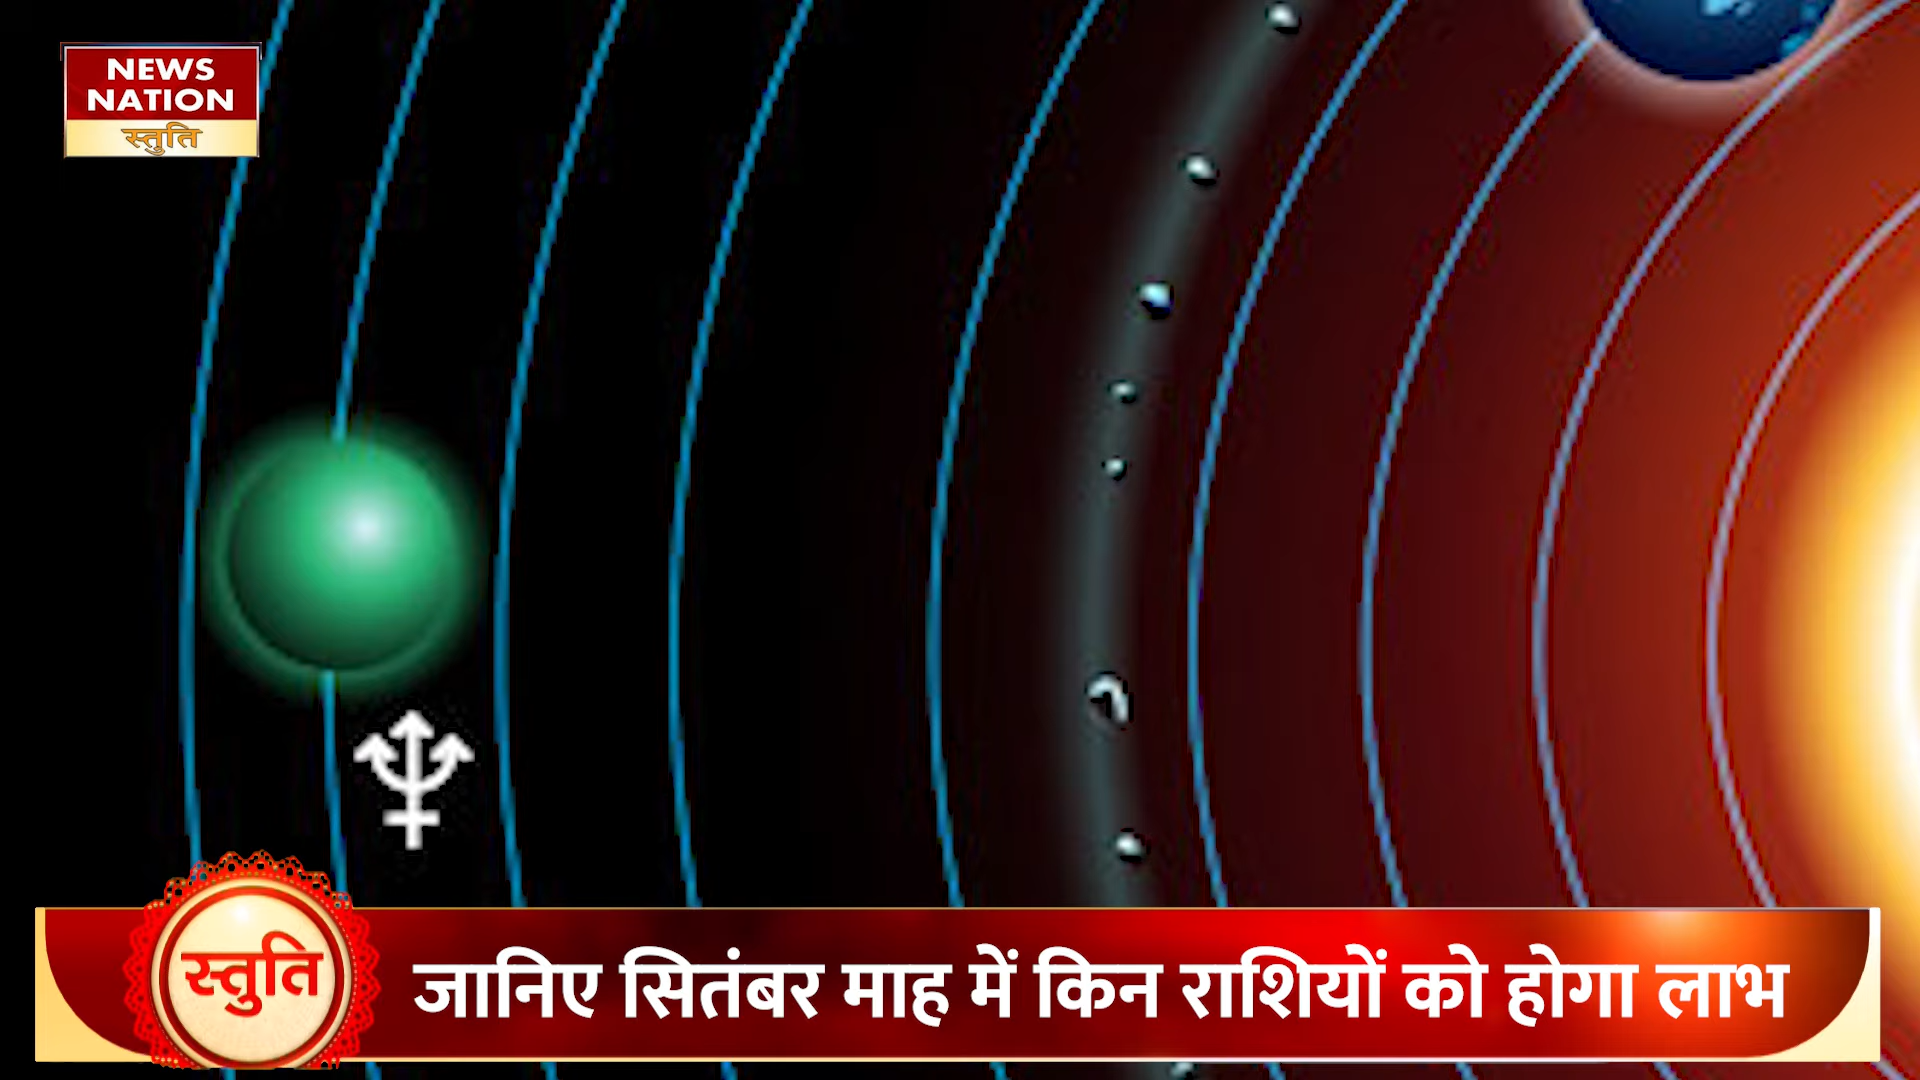 NEWS
NATION
स्तुति
स्तुति
जानिए सितंबर माह में किन राशियों को होगा लाभ